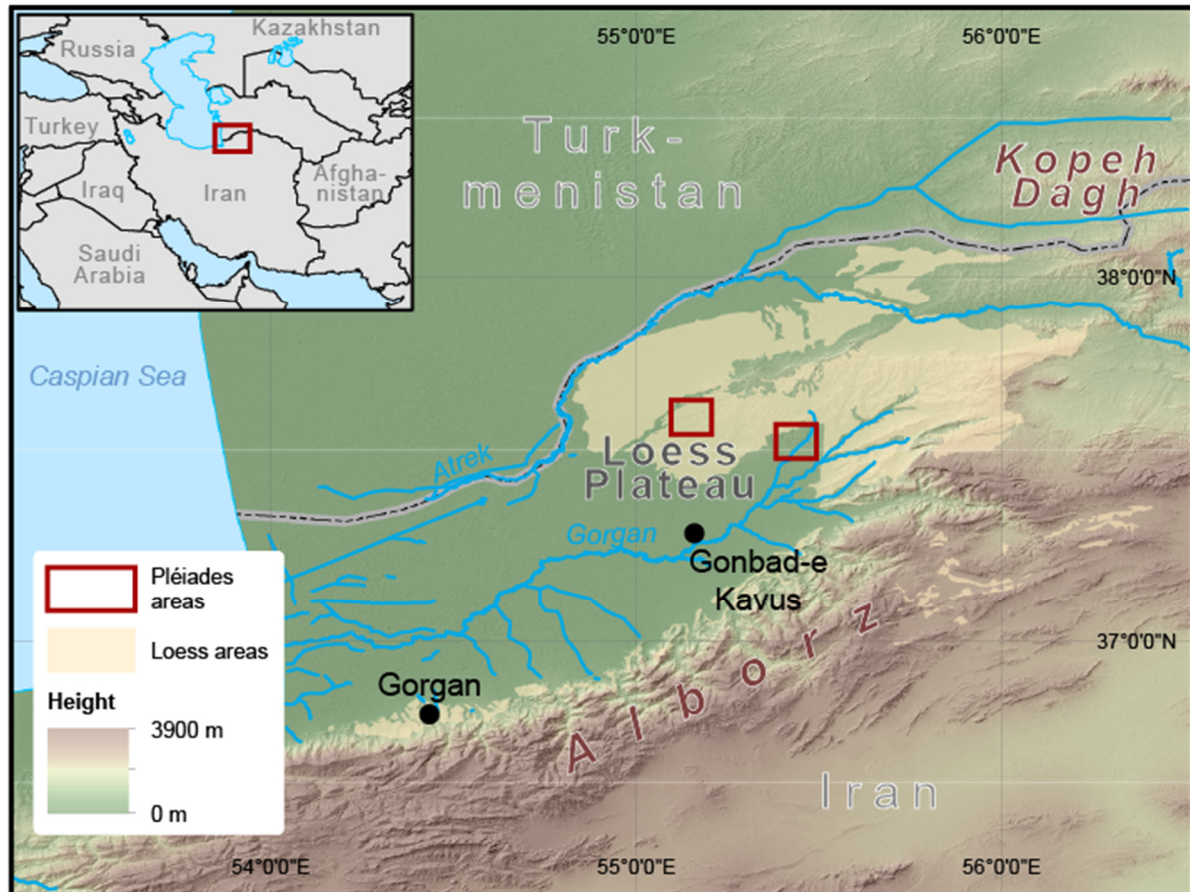 Russia
Kazakhstan
Turkey
Iraq
Iran
Afgha-
nistan
Saudi
Arabia
55°0'0"E
56°0'0"E
Turk-
menistan
Kopeh
Dagh
38°0'0"N
Caspian Sea
Atrek
Loess
Plateau
Gorgan
Gonbad-e
Kavus
37°0'0"N
Alborz
Gorgan
Iran
Pléiades
areas
Loess areas
Height
3900 m
0 m
54°0'0"E
55°0'0"E
56°0'0"E